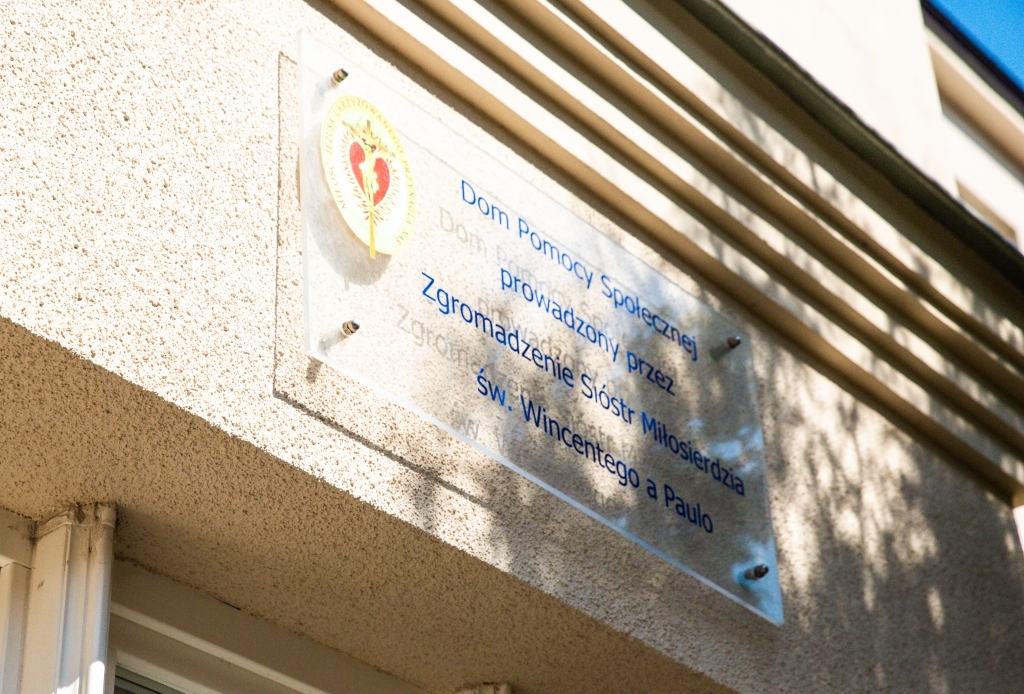 Dom Pomocy Społecznej
prowadzony przez
Zgromadzenie Sióstr Miłosierdzia
św. Wincentego a Paulo